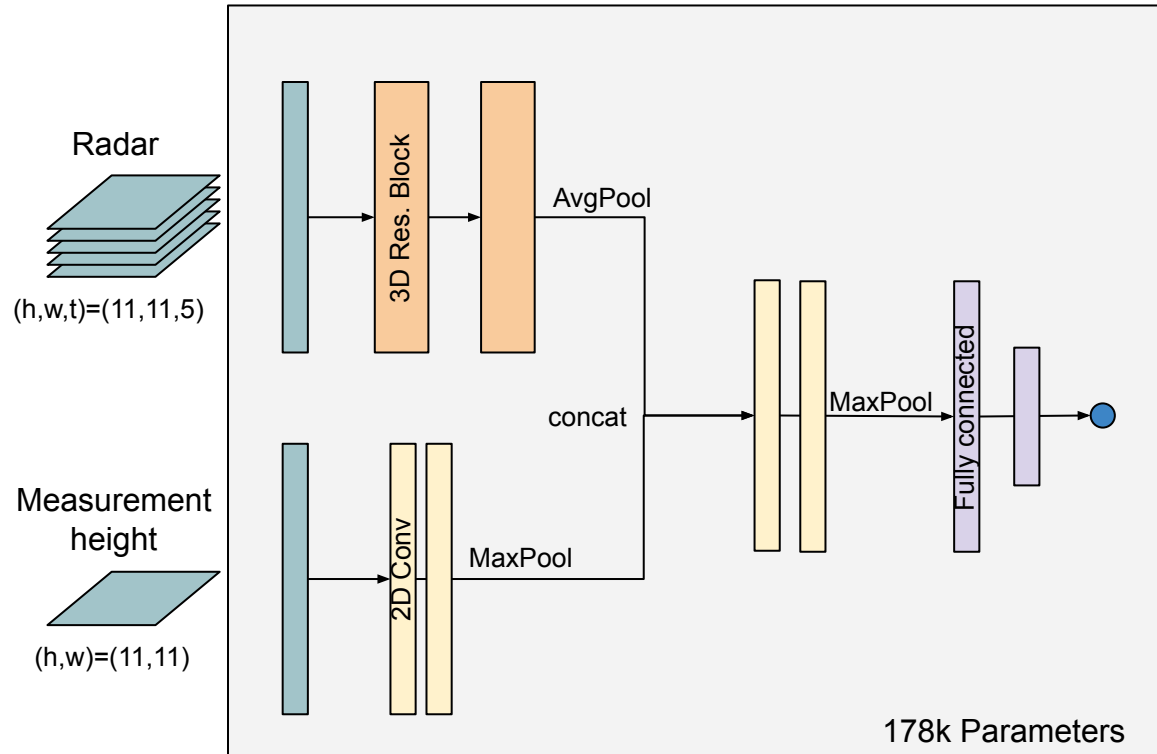 Radar
(h,w,t)=(11,11,5)
3D Res. Block
AvgPool
concat
Measurement
height
(h,w)=(11,11)
2D Conv
MaxPool
MaxPool
Fully connected
178k Parameters